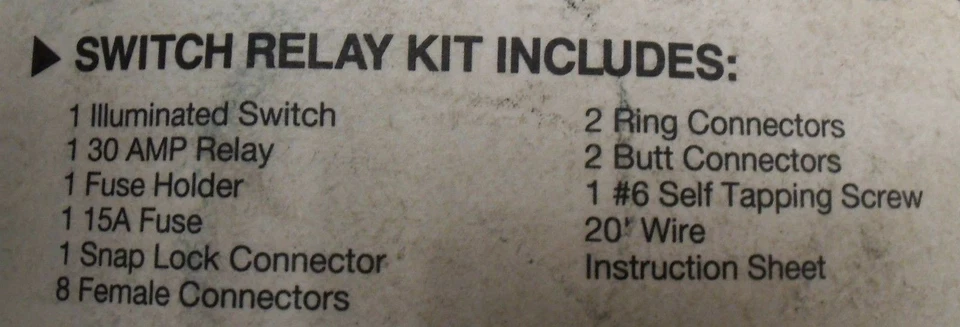 ▶ SWITCH RELAY KIT INCLUDES:
1 Illuminated Switch
1 30 AMP Relay
1 Fuse Holder
1 15A Fuse
1 Snap Lock Connector
8 Female Connectors
2 Ring Connectors
2 Butt Connectors
1 #6 Self Tapping Screw
20' Wire
Instruction Sheet